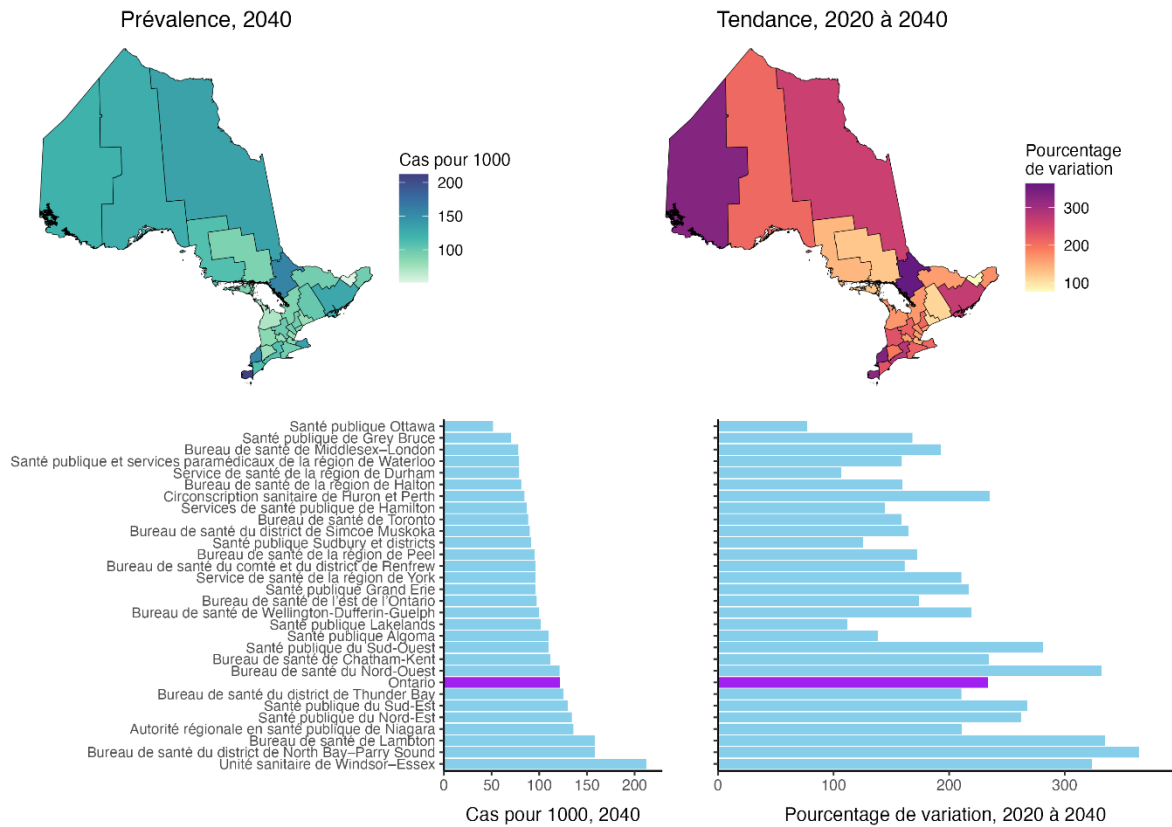 Prévalence, 2040
Cas pour 1000
200
150
100
Tendance, 2020 à 2040
Pourcentage
de variation
300
200
100
Santé publique Ottawa
Santé publique de Grey Bruce
Bureau de santé de Middlesex–London
Santé publique et services paramédicaux de la région de Waterloo
Service de santé de la région de Durham
Bureau de santé de la région de Halton
Circonscription sanitaire de Huron et Perth
Services de santé publique de Hamilton
Bureau de santé de Toronto
Bureau de santé du district de Simcoe Muskoka
Santé publique Sudbury et districts
Bureau de santé de la région de Peel
Bureau de santé du comté et du district de Renfrew
Service de santé de la région de York
Santé publique Grand Erie
Bureau de santé de l'est de l'Ontario
Bureau de santé de Wellington-Dufferin-Guelph
Santé publique Lakelands
Santé publique Algoma
Santé publique du Sud-Ouest
Bureau de santé de Chatham-Kent
Bureau de santé du Nord-Ouest
Ontario
Bureau de santé du district de Thunder Bay
Santé publique du Sud-Est
Santé publique du Nord-Est
Autorité régionale en santé publique de Niagara
Bureau de santé de Lambton
Bureau de santé du district de North Bay–Parry Sound
Unité sanitaire de Windsor–Essex
0 50 100 150 200
Cas pour 1000, 2040
0 100 200 300
Pourcentage de variation, 2020 à 2040